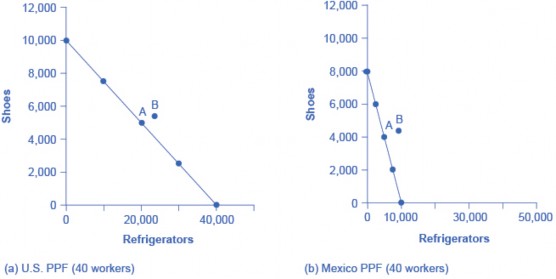 12,000
10,000
8,000
6,000
4,000
2,000
0
Shoes
A
B
0
20,000
40,000
Refrigerators
(a) U.S. PPF (40 workers)
12,000
10,000
8,000
6,000
4,000
2,000
0
Shoes
A
B
0
10,000
30,000
50,000
Refrigerators
(b) Mexico PPF (40 workers)